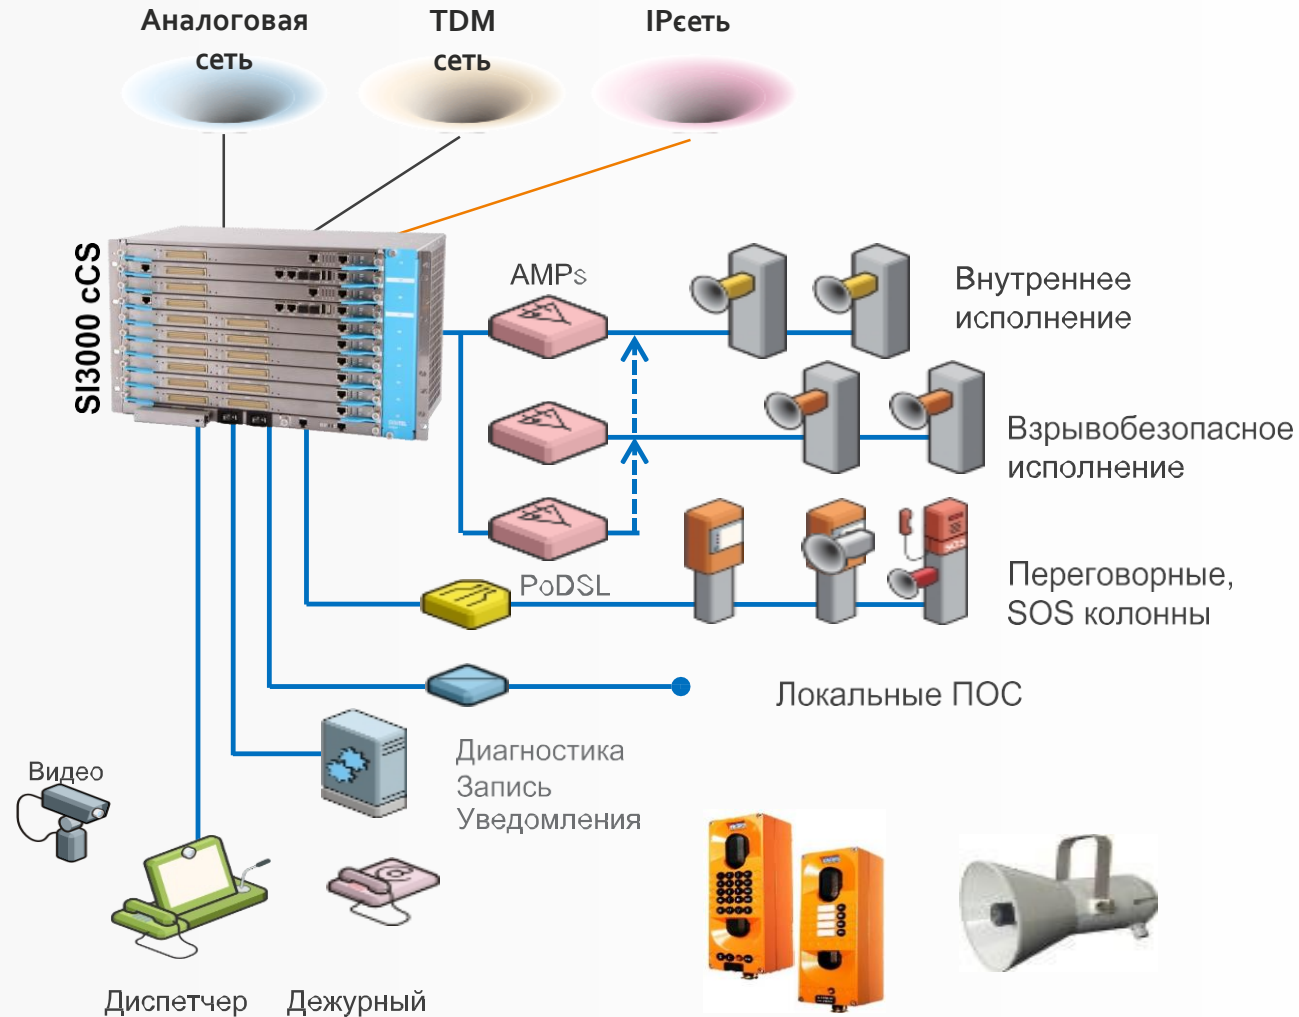 Аналоговая
сеть
TDM
сеть
IPсеть
SI3000 cCS
AMPs
Внутреннее
исполнение
Взрывобезопасное
исполнение
SOS
PoDSL
Переговорные,
SOS колонны
Локальные ПОС
Диагностика
Запись
Уведомления
Видео
Диспетчер
Дежурный